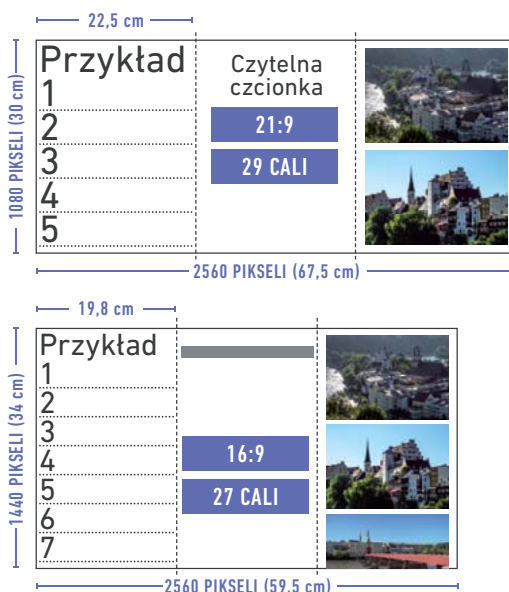 22,5 cm
1080 PIKSELI (30 cm)
Przykład
1
2
3
4
5
Czytelna
czcionka
21:9
29 CALI
2560 PIKSELI (67,5 cm)
19,8 cm
1440 PIKSELI (34 cm)
Przykład
1
2
3
4
5
6
7
16:9
27 CALI
2560 PIKSELI (59,5 cm)